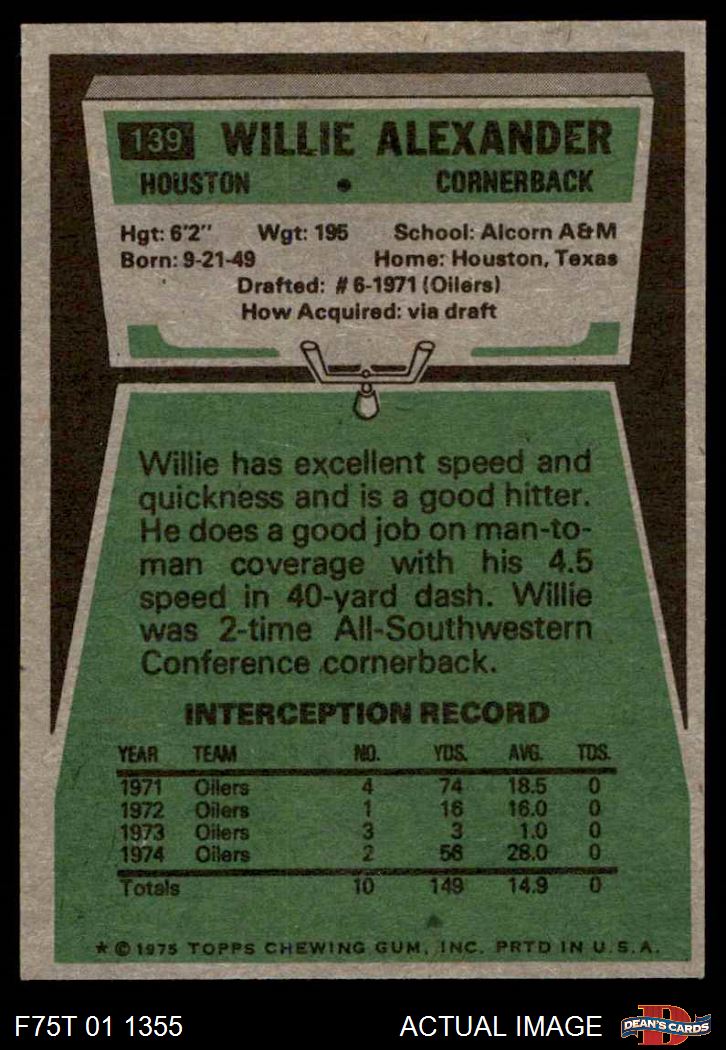 139 WILLIE ALEXANDER
HOUSTON • CORNERBACK
Hgt: 6'2" Wgt: 195 School: Alcorn A&M
Born: 9-21-49 Home: Houston, Texas
Drafted: #6-1971 (Oilers)
How Acquired: via draft
Willie has excellent speed and
quickness and is a good hitter.
He does a good job on man-to-
man coverage with his 4.5
speed in 40-yard dash. Willie
was 2-time All-Southwestern
Conference cornerback.
INTERCEPTION RECORD
YEAR TEAM NO. YDS. AVG. TDS.
1971 Oilers 4 74 18.5 0
1972 Oilers 1 16 16.0 0
1973 Oilers 3 3 1.0 0
1974 Oilers 2 56 28.0 0
Totals 10 149 14.9 0
* © 1975 TOPPS CHEWING GUM, INC. PRTD IN U.S.A.
F75T 01 1355 ACTUAL IMAGE D DEAN'S CARDS